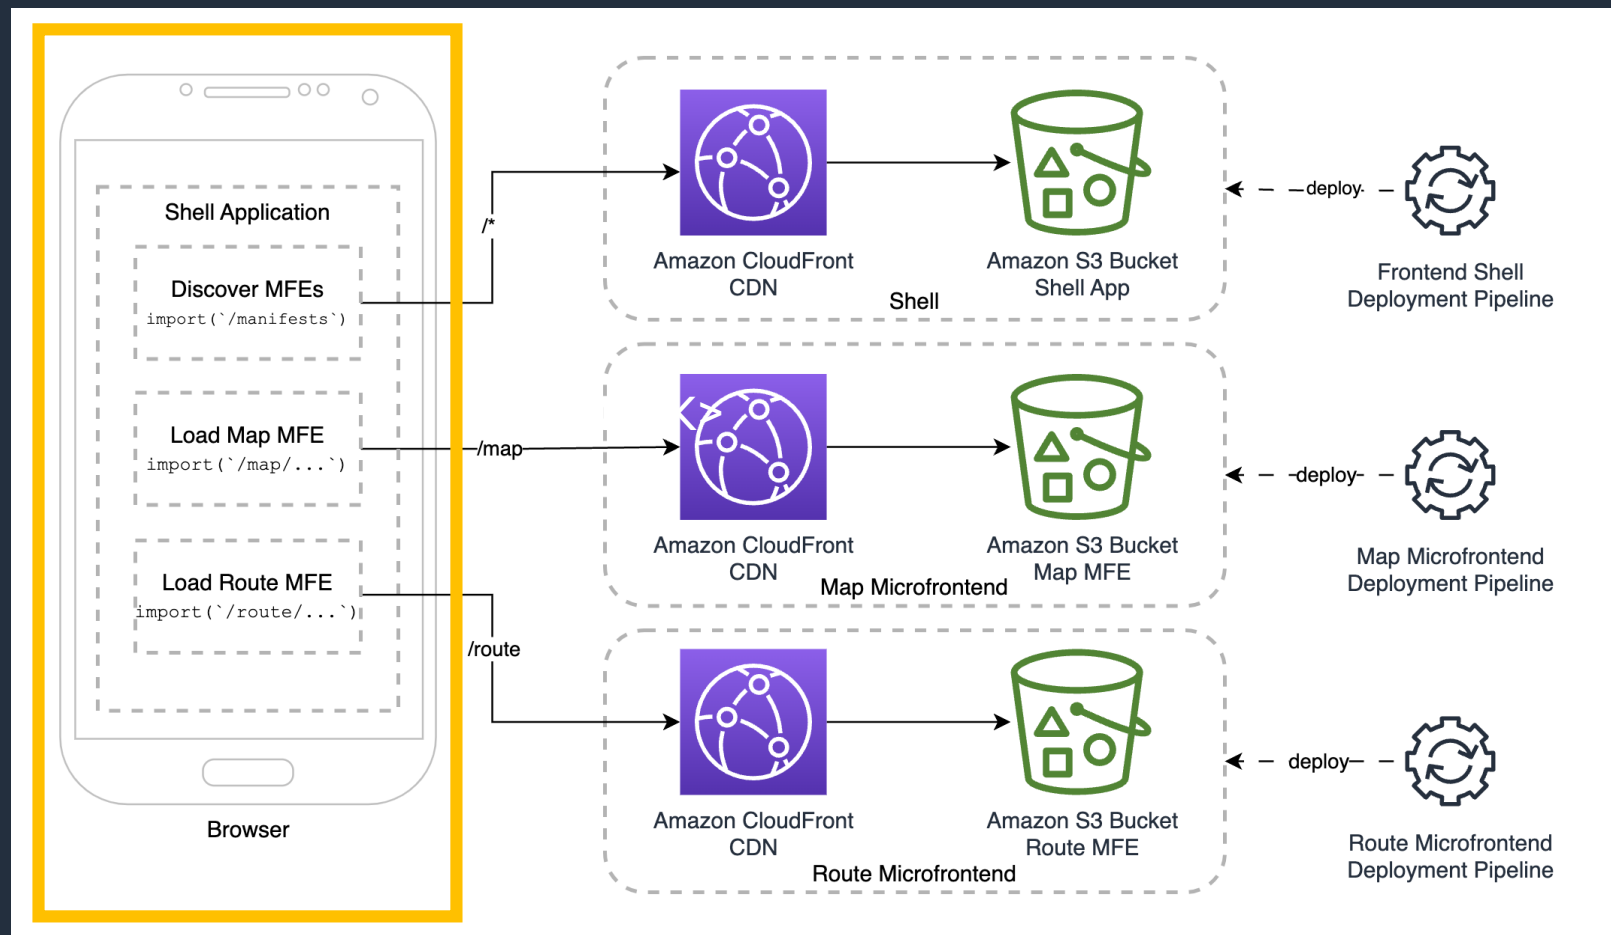 Shell Application
Discover MFEs
import(`/manifests`)
Load Map MFE
import(`/map/...`)
Load Route MFE
import(`/route/...`)
Browser
/*
/map
/route
Amazon CloudFront
CDN
Amazon S3 Bucket
Shell App
Shell
deploy
Frontend Shell
Deployment Pipeline
Amazon CloudFront
CDN
Amazon S3 Bucket
Map MFE
Map Microfrontend
deploy
Map Microfrontend
Deployment Pipeline
Amazon CloudFront
CDN
Amazon S3 Bucket
Route MFE
Route Microfrontend
deploy
Route Microfrontend
Deployment Pipeline